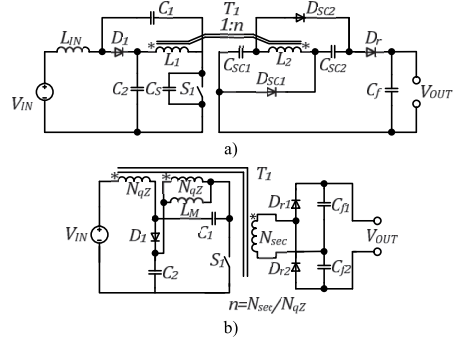 C1 T1 DSC2
1:n
LIN D1 * * Dr
L1 CSC1 L2 CSC2
VIN C2 CS S1 DSC1 Cf VOUT
a)
* NqZ * NqZ T1
LM * Dr1 Cf1
VIN D1 C1 Nsec VOUT
C2 S1 Dr2 Cf2
n=Nsec/NqZ
b)